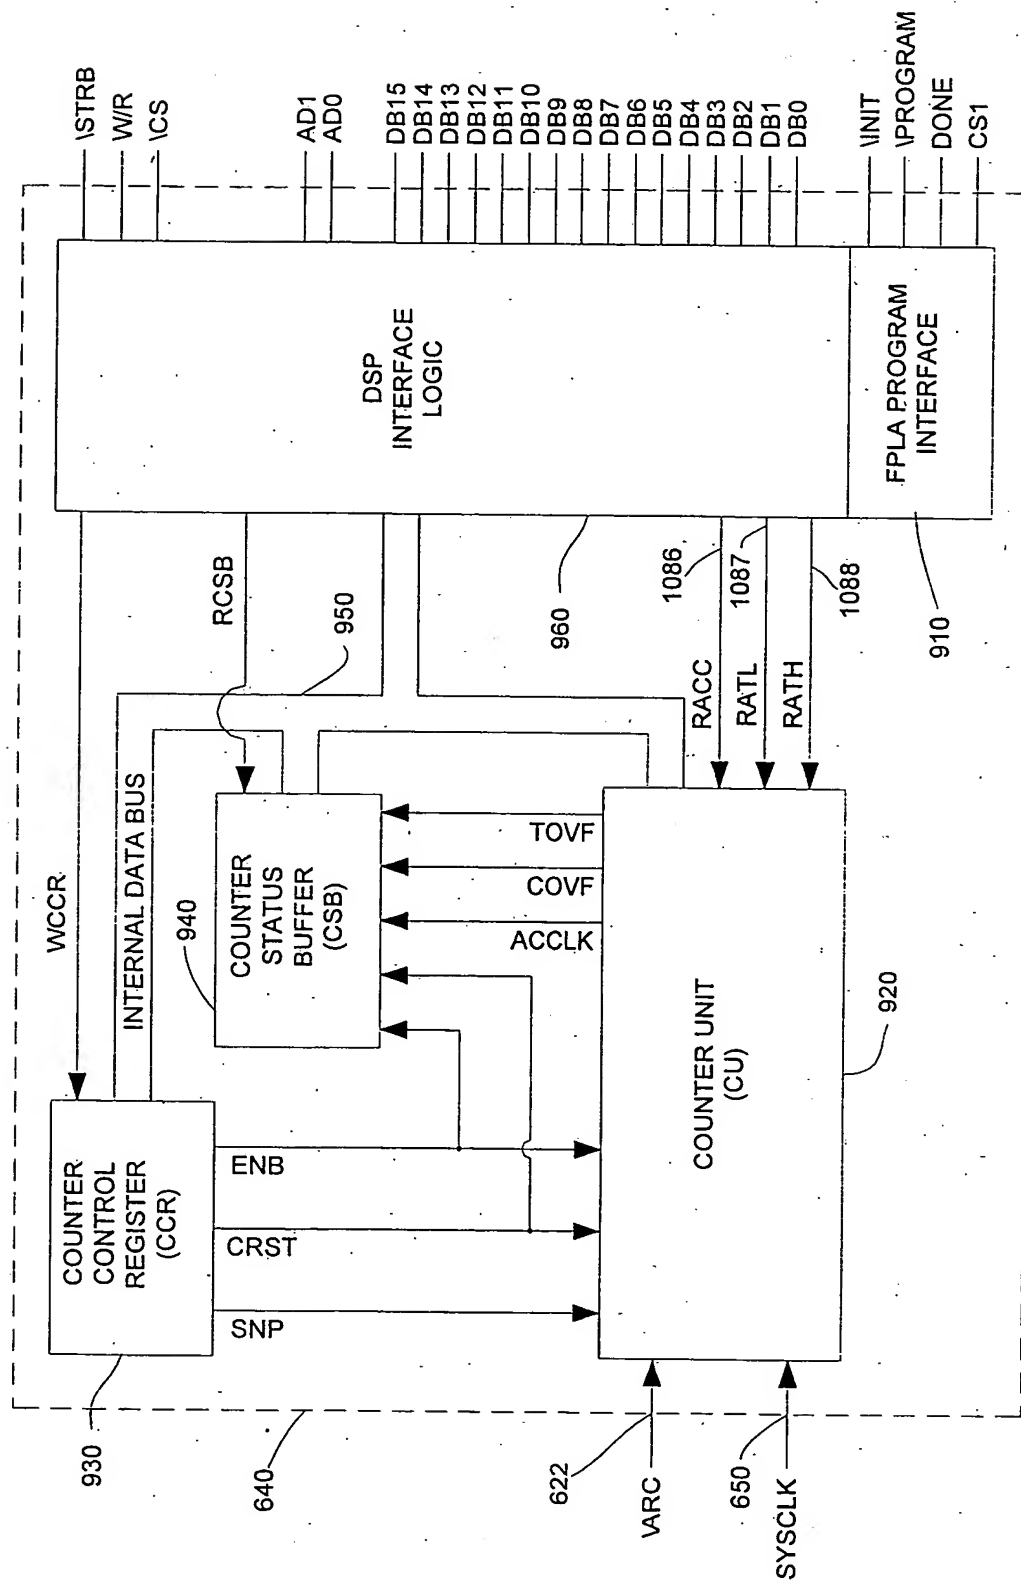 \STRB
W/R
\CS
AD1
AD0
DB15
DB14
DB13
DB12
DB11
DB10
DB9
DB8
DB7
DB6
DB5
DB4
DB3
DB2
DB1
DB0
\INIT
\PROGRAM
DONE
CS1
DSP
INTERFACE
LOGIC
FPLA PROGRAM
INTERFACE
WCCR
RCSB
950
INTERNAL DATA BUS
960
1086
1087
1088
910
RACC
RATL
RATH
COUNTER
STATUS
BUFFER
(CSB)
940
TOVF
COVF
ACCLK
COUNTER
CONTROL
REGISTER
(CCR)
930
ENB
CRST
SNP
COUNTER UNIT
(CU)
920
640
622
\ARC
650
SYSCLK